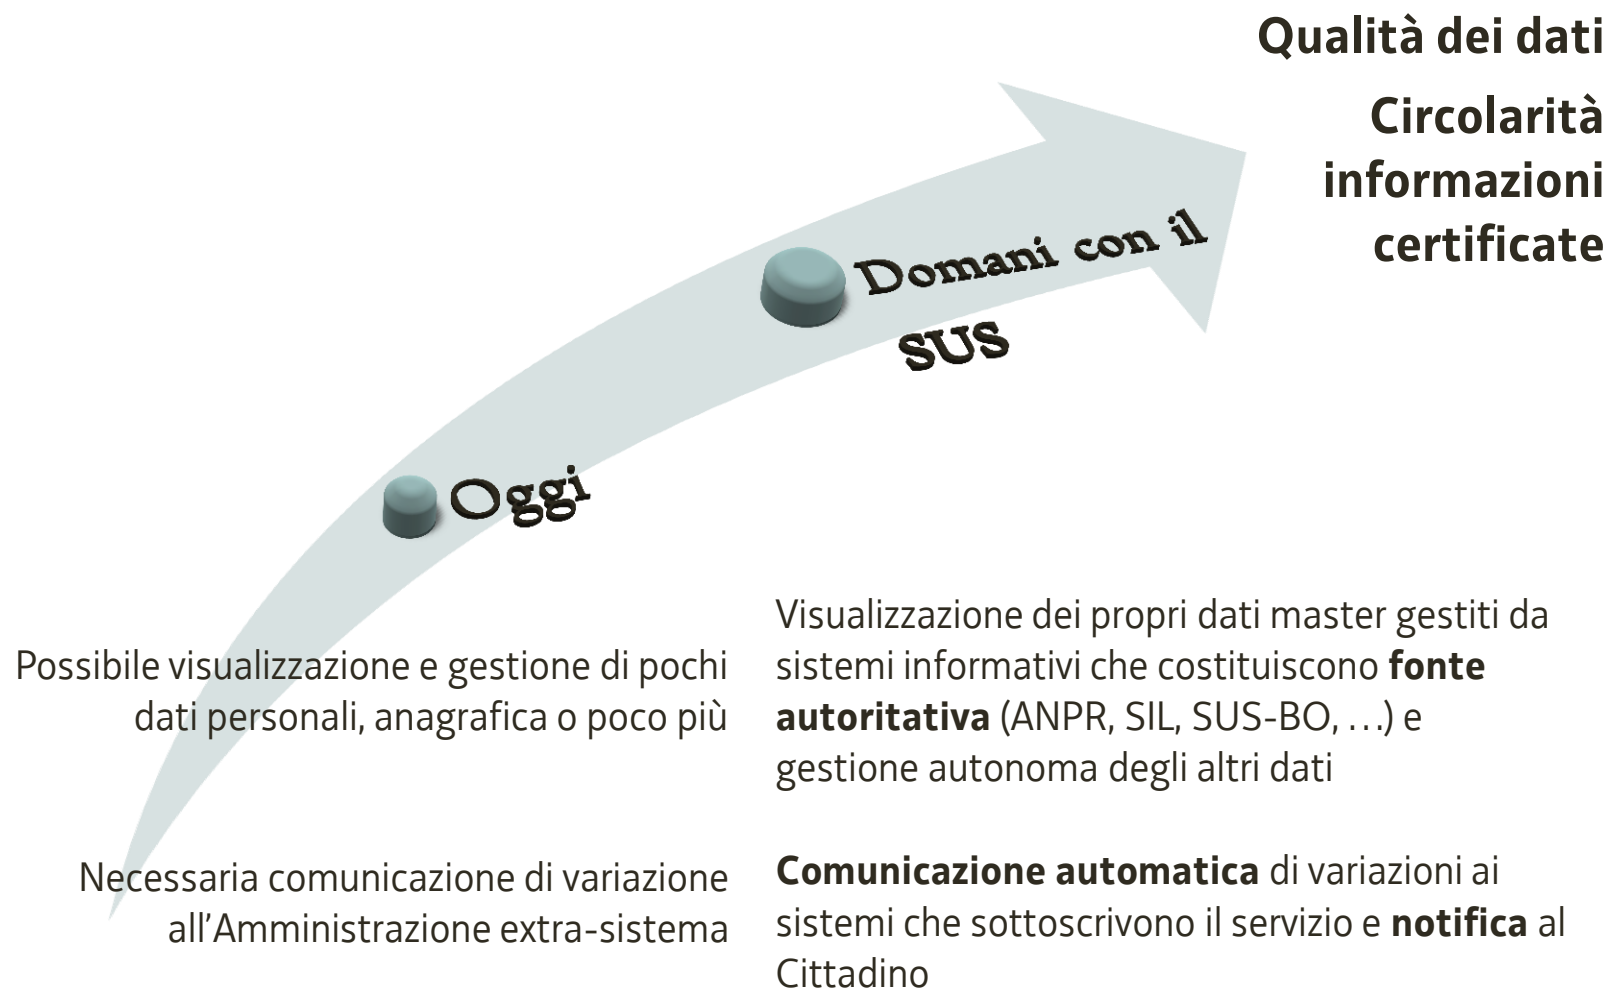 Qualità dei dati
Circolarità
informazioni
certificate
Domani con il
SUS
Oggi
Possibile visualizzazione e gestione di pochi
dati personali, anagrafica o poco più
Necessaria comunicazione di variazione
all'Amministrazione extra-sistema
Visualizzazione dei propri dati master gestiti da
sistemi informativi che costituiscono fonte
autoritativa (ANPR, SIL, SUS-BO, …) e
gestione autonoma degli altri dati
Comunicazione automatica di variazioni ai
sistemi che sottoscrivono il servizio e notifica al
Cittadino